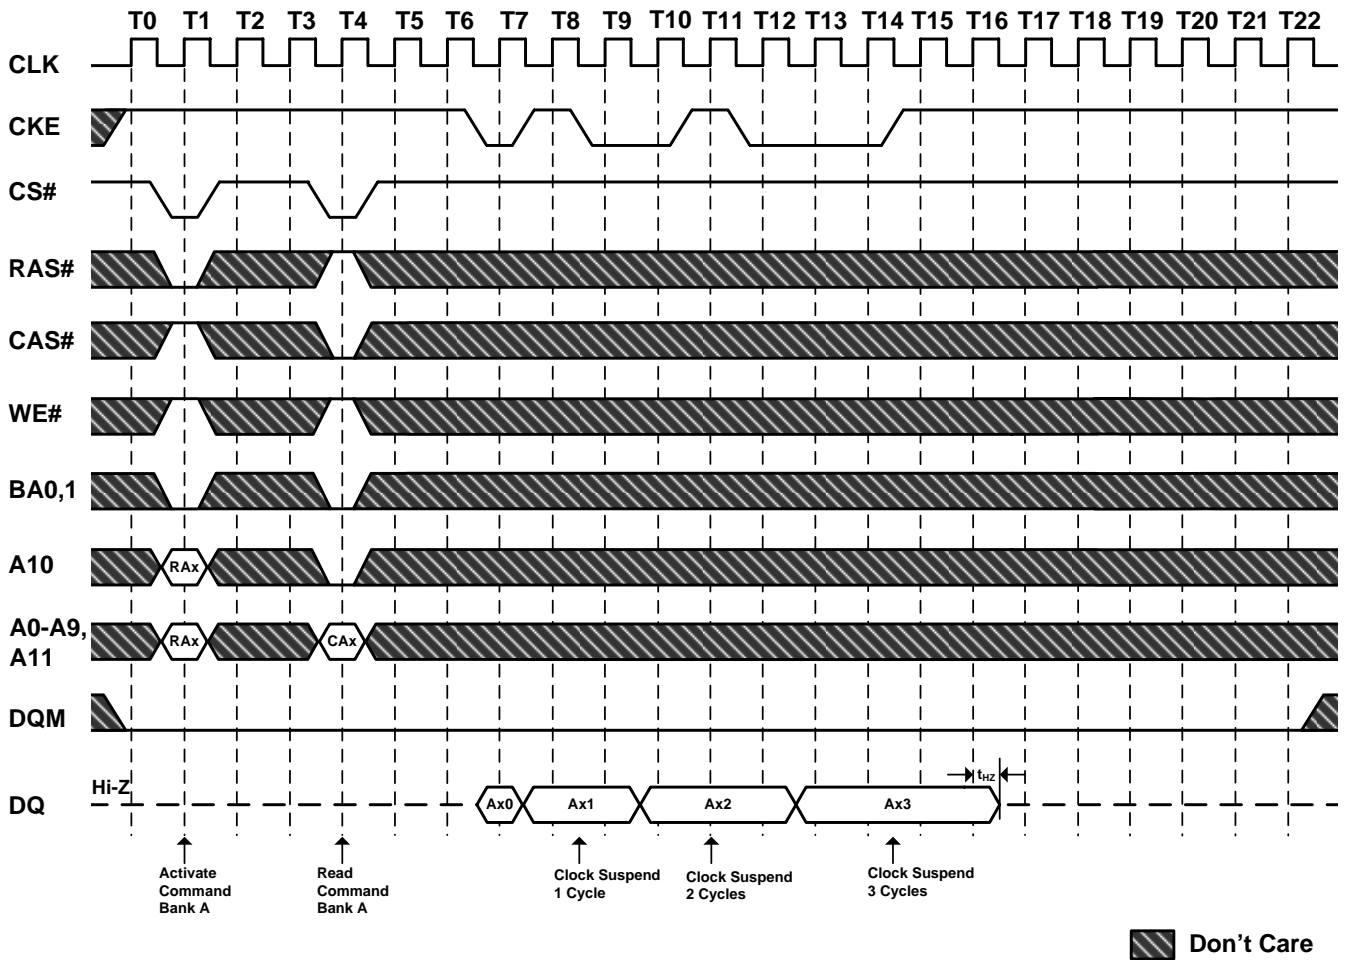 T0 T1 T2 T3 T4 T5 T6 T7 T8 T9 T10 T11 T12 T13 T14 T15 T16 T17 T18 T19 T20 T21 T22
CLK
CKE
CS#
RAS#
CAS#
WE#
BA0,1
A10
RAx
A0-A9,
A11
RAx
CAx
DQM
Hi-Z
tHZ
DQ
Ax0
Ax1
Ax2
Ax3
Activate
Command
Bank A
Read
Command
Bank A
Clock Suspend
1 Cycle
Clock Suspend
2 Cycles
Clock Suspend
3 Cycles
Don't Care